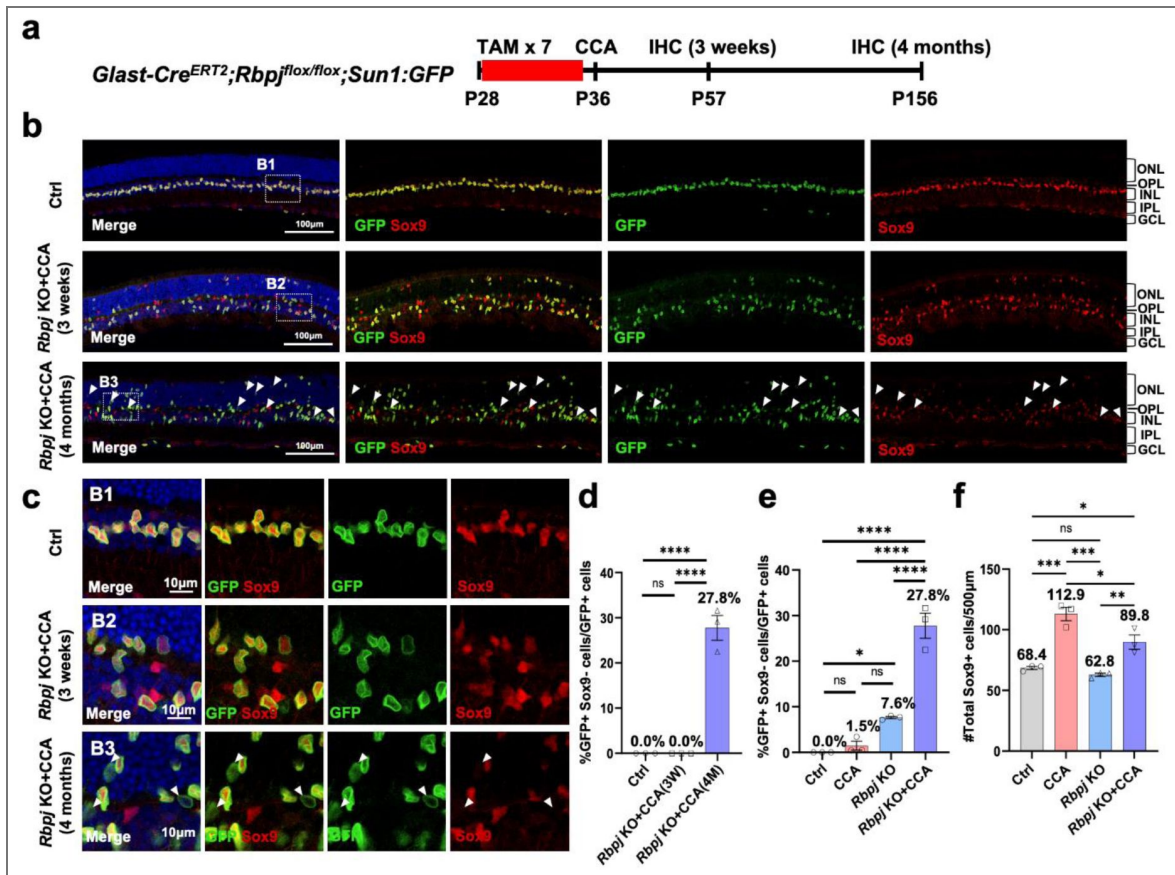 a
TAM x 7 CCA IHC (3 weeks) IHC (4 months)
Glast-CreERT2;Rbpjflox/flox;Sun1:GFP
P28 P36 P57 P156
b
Ctrl
B1
Merge 100µm GFP Sox9 GFP Sox9
ONL
OPL
INL
IPL
GCL
Rbpj KO+CCA
(3 weeks)
B2
Merge 100µm GFP Sox9 GFP Sox9
ONL
OPL
INL
IPL
GCL
Rbpj KO+CCA
(4 months)
B3
Merge 100µm GFP Sox9 GFP Sox9
ONL
OPL
INL
IPL
GCL
c
Ctrl
B1
Merge 10µm GFP Sox9 GFP Sox9
Rbpj KO+CCA
(3 weeks)
B2
Merge 10µm GFP Sox9 GFP Sox9
Rbpj KO+CCA
(4 months)
B3
Merge 10µm GFP Sox9 GFP Sox9
d
%GFP+ Sox9- cells/GFP+ cells
****
ns ****
27.8%
0.0% 0.0%
40
30
20
10
0
Ctrl
Rbpj KO+CCA(3W)
Rbpj KO+CCA(4M)
e
%GFP+ Sox9- cells/GFP+ cells
****
****
****
27.8%
*
ns ns
0.0% 1.5% 7.6%
40
30
20
10
0
Ctrl
CCA
Rbpj KO
Rbpj KO+CCA
f
#Total Sox9+ cells/500µm
*
ns
*** ***
*
**
68.4 112.9 62.8 89.8
150
100
50
0
Ctrl
CCA
Rbpj KO
Rbpj KO+CCA